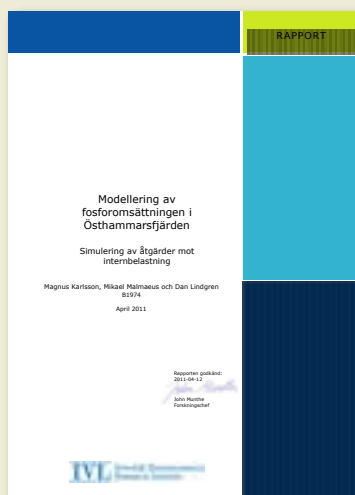 RAPPORT
Modellering av
fosforomsättningen i
Östhammarsfjärden
Simulering av åtgärder mot
internbelastning
Magnus Karlsson, Mikael Malmaeus och Dan Lindgren
B1974
April 2011
Rapporten godkänd:
2011-04-12
John Munthe
Forskningschef
IVL